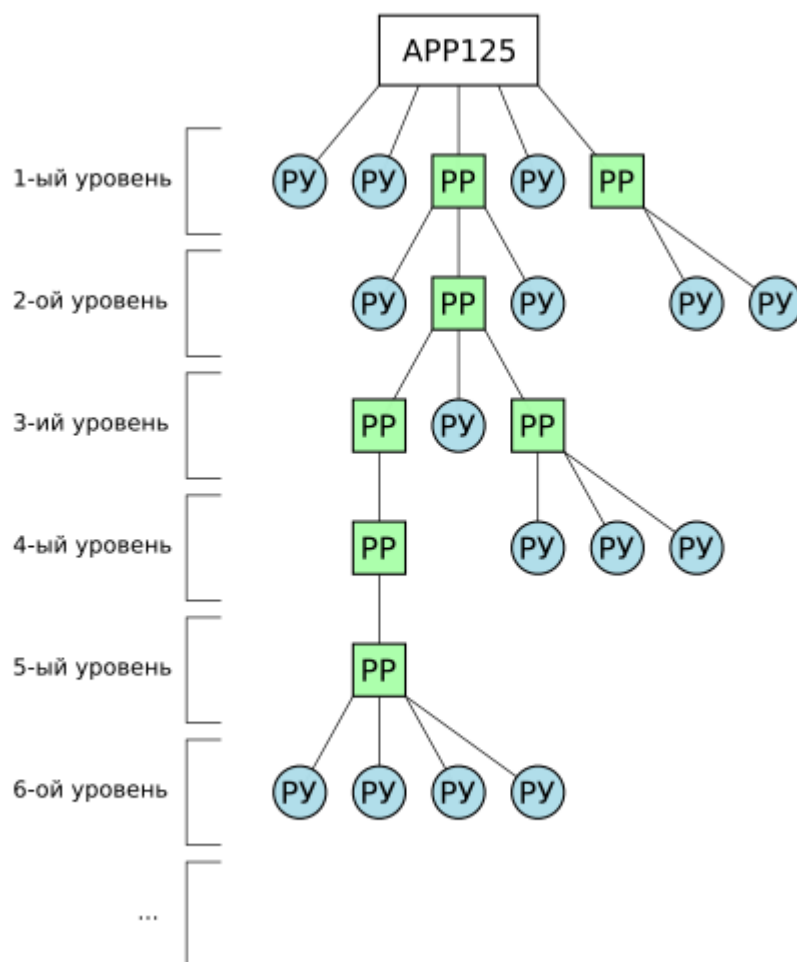 АРР125
1-ый уровень
РУ РУ РР РУ РР
2-ой уровень
РУ РР РУ РУ РУ
3-ий уровень
РР РУ РР
4-ый уровень
РР РУ РУ РУ
5-ый уровень
РР
6-ой уровень
РУ РУ РУ РУ
...